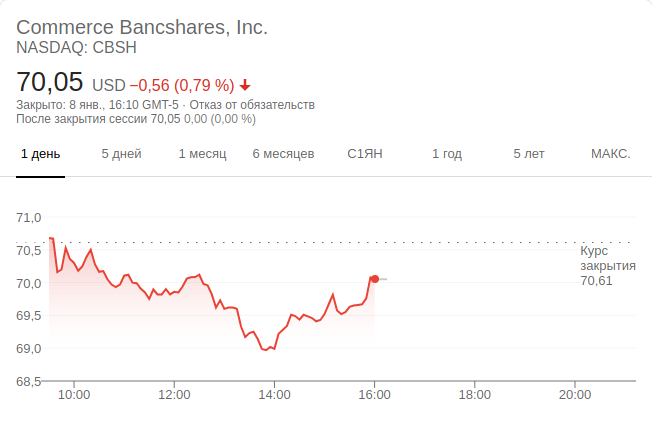 Commerce Bancshares, Inc.
NASDAQ: CBSH
70,05 USD −0,56 (0,79 %)
Закрыто: 8 янв., 16:10 GMT-5 · Отказ от обязательств
После закрытия сессии 70,05 0,00 (0,00 %)
1 день 5 дней 1 месяц 6 месяцев С1ЯН 1 год 5 лет МАКС.
71,0
70,5
Курс
закрытия
70,61
70,0
69,5
69,0
68,5
10:00 12:00 14:00 16:00 18:00 20:00